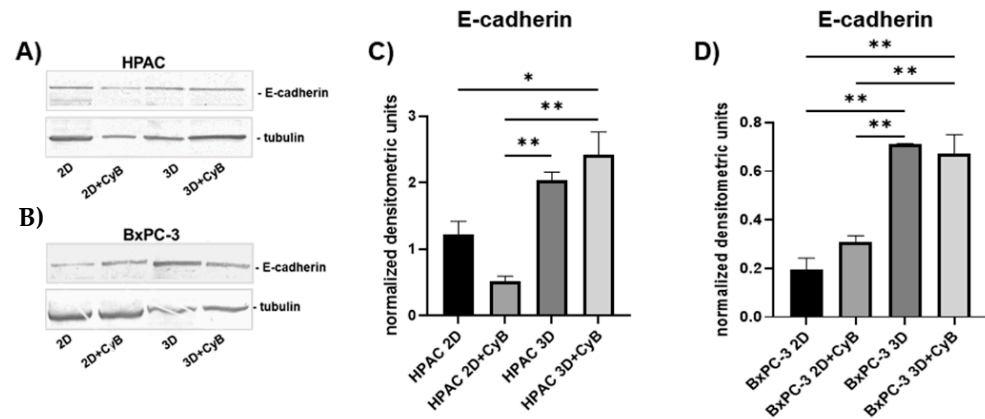 A)
HPAC
- E-cadherin
- tubulin
2D
2D+CyB
3D
3D+CyB
B)
BxPC-3
- E-cadherin
- tubulin
2D
2D+CyB
3D
3D+CyB
E-cadherin
C)
normalized densitometric units
3
2
1
0
*
**
**
HPAC 2D
HPAC 2D+CyB
HPAC 3D
HPAC 3D+CyB
E-cadherin
D)
normalized densitometric units
0.8
0.6
0.4
0.2
0.0
**
**
**
**
BxPC-3 2D
BxPC-3 2D+CyB
BxPC-3 3D
BxPC-3 3D+CyB